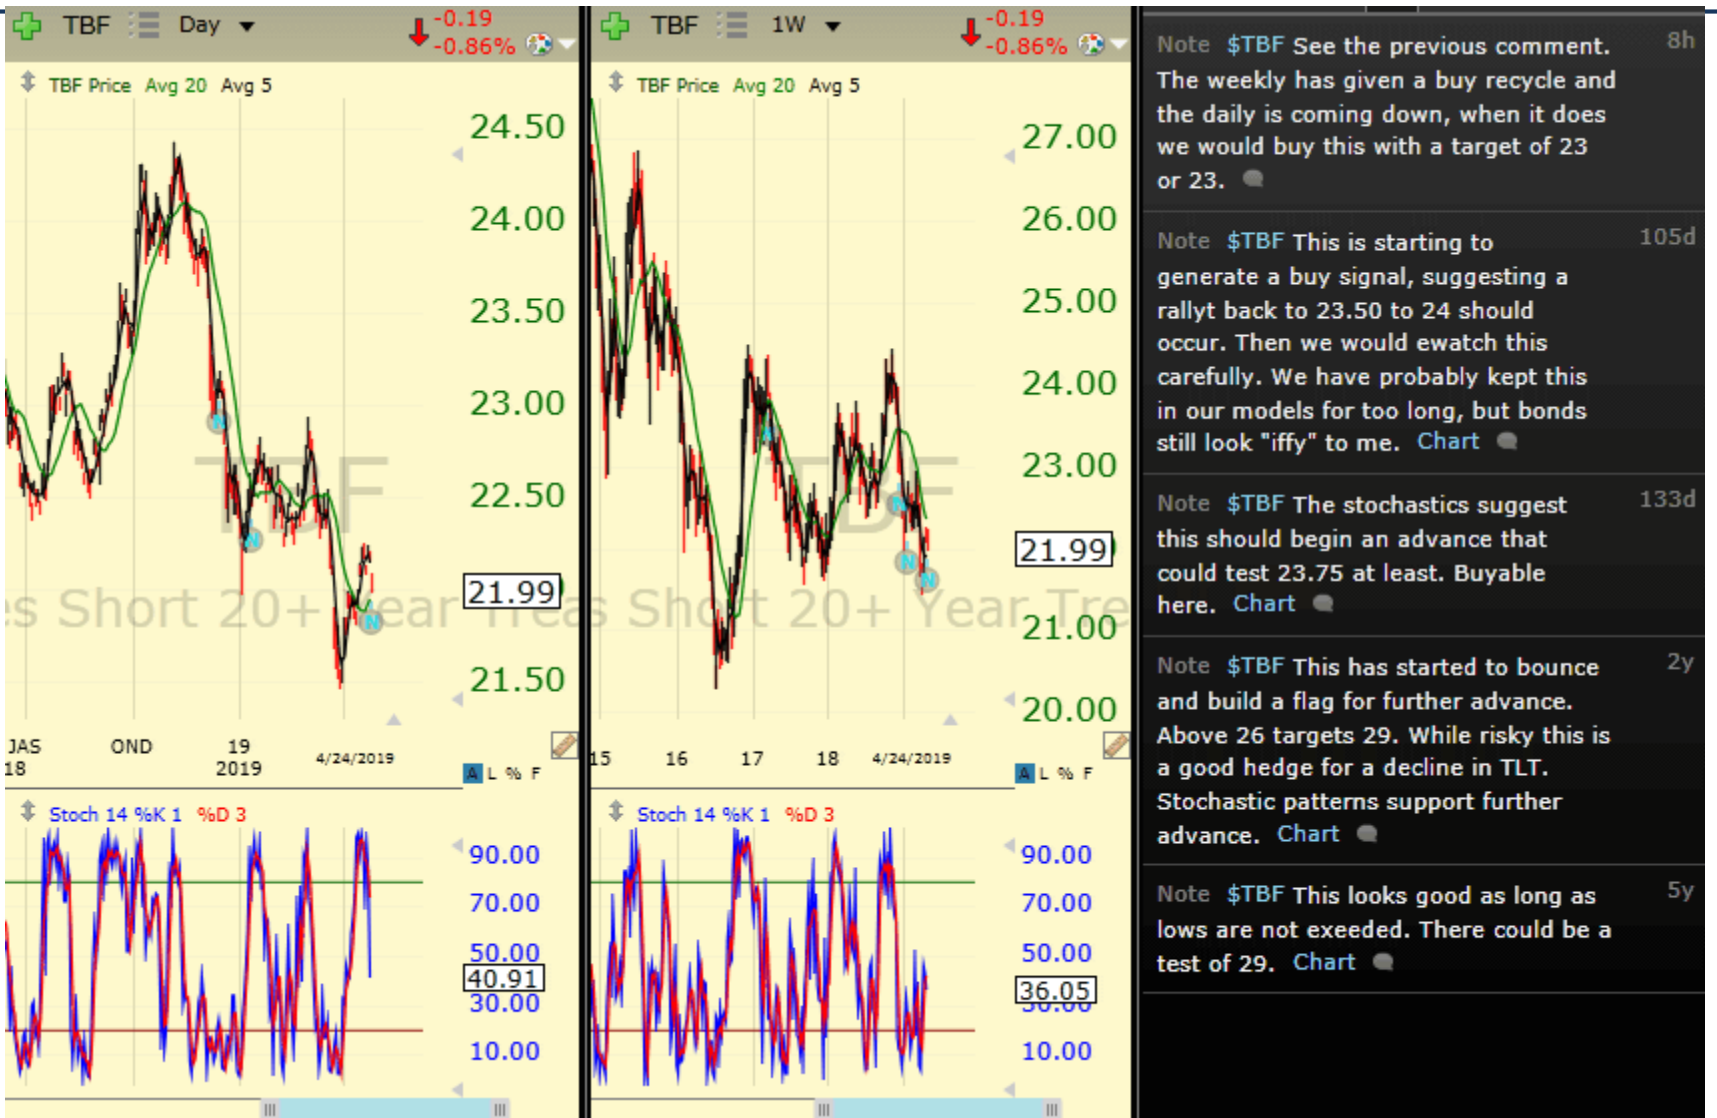 TBF Day
-0.19
-0.86%
TBF Price Avg 20 Avg 5
24.50
24.00
23.50
23.00
22.50
21.99
21.50
TBF
JAS OND 19 4/24/2019
18 2019
A L % F
Stoch 14 %K 1 %D 3
90.00
70.00
50.00
40.91
30.00
10.00
TBF 1W
-0.19
-0.86%
TBF Price Avg 20 Avg 5
27.00
26.00
25.00
24.00
23.00
21.99
21.00
20.00
TBF
s Short 20+ Year Treas Short 20+ Year Tre
15 16 17 18 4/24/2019
A L % F
Stoch 14 %K 1 %D 3
90.00
70.00
50.00
36.05
30.00
10.00
N
N
N
N
N
N
N
Note $TBF See the previous comment. 8h
The weekly has given a buy recycle and
the daily is coming down, when it does
we would buy this with a target of 23
or 23.
Note $TBF This is starting to 105d
generate a buy signal, suggesting a
rallyt back to 23.50 to 24 should
occur. Then we would ewatch this
carefully. We have probably kept this
in our models for too long, but bonds
still look "iffy" to me. Chart
Note $TBF The stochastics suggest 133d
this should begin an advance that
could test 23.75 at least. Buyable
here. Chart
Note $TBF This has started to bounce 2y
and build a flag for further advance.
Above 26 targets 29. While risky this is
a good hedge for a decline in TLT.
Stochastic patterns support further
advance. Chart
Note $TBF This looks good as long as 5y
lows are not exeeded. There could be a
test of 29. Chart